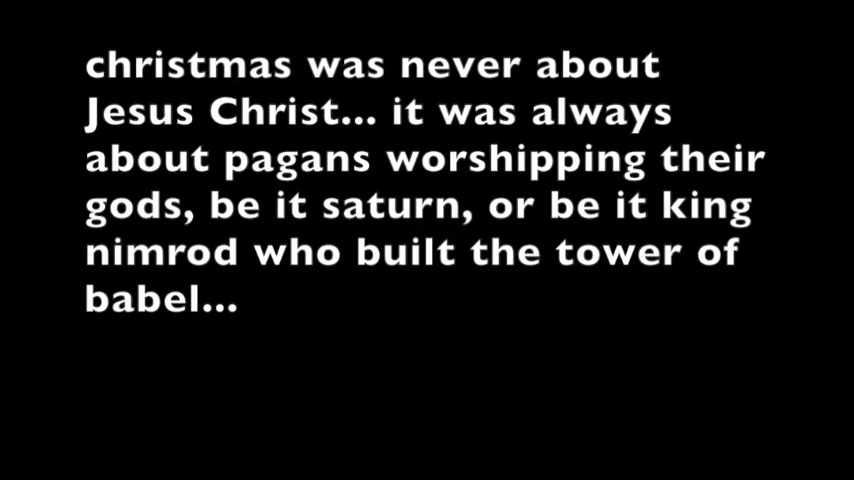 christmas was never about
Jesus Christ... it was always
about pagans worshipping their
gods, be it saturn, or be it king
nimrod who built the tower of
babel...